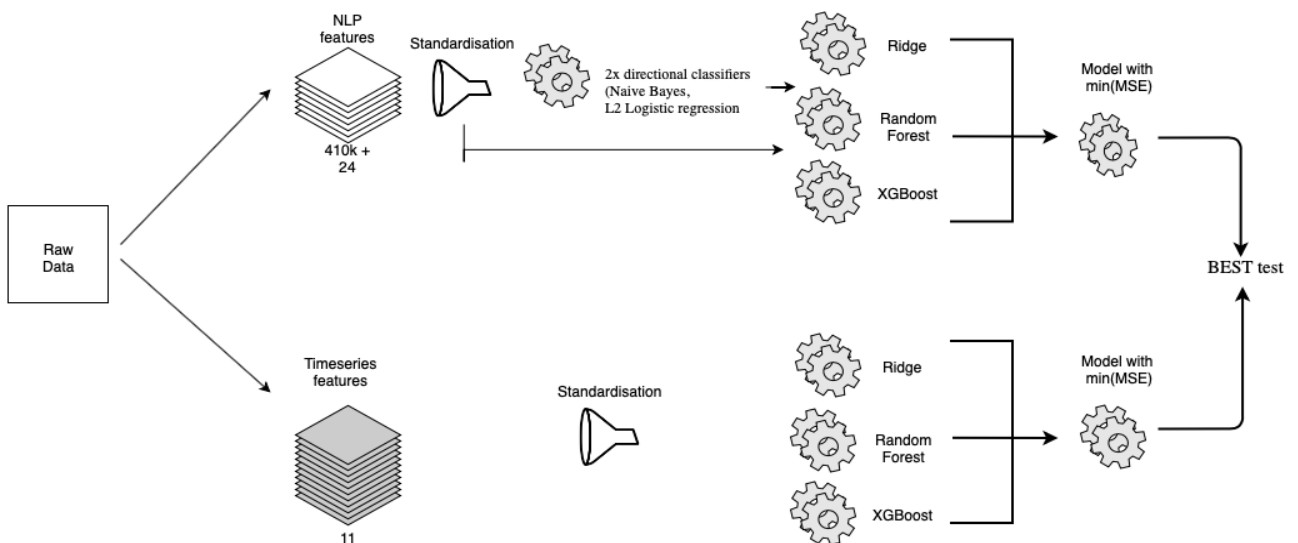 NLP
features
Standardisation
2x directional classifiers
(Naive Bayes,
L2 Logistic regression
410k +
24
Ridge
Random
Forest
XGBoost
Model with
min(MSE)
Raw
Data
BEST test
Timeseries
features
11
Standardisation
Ridge
Random
Forest
XGBoost
Model with
min(MSE)